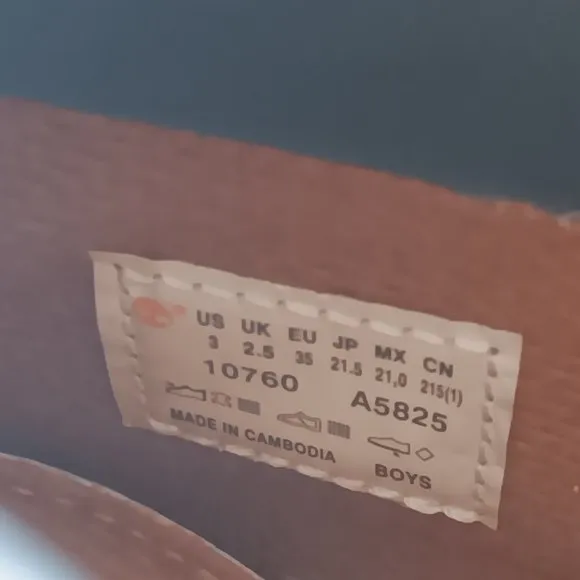 US UK EU JP MX CN
3 2.5 35 21.5 21,0 215(1)
10760 A5825
MADE IN CAMBODIA BOYS